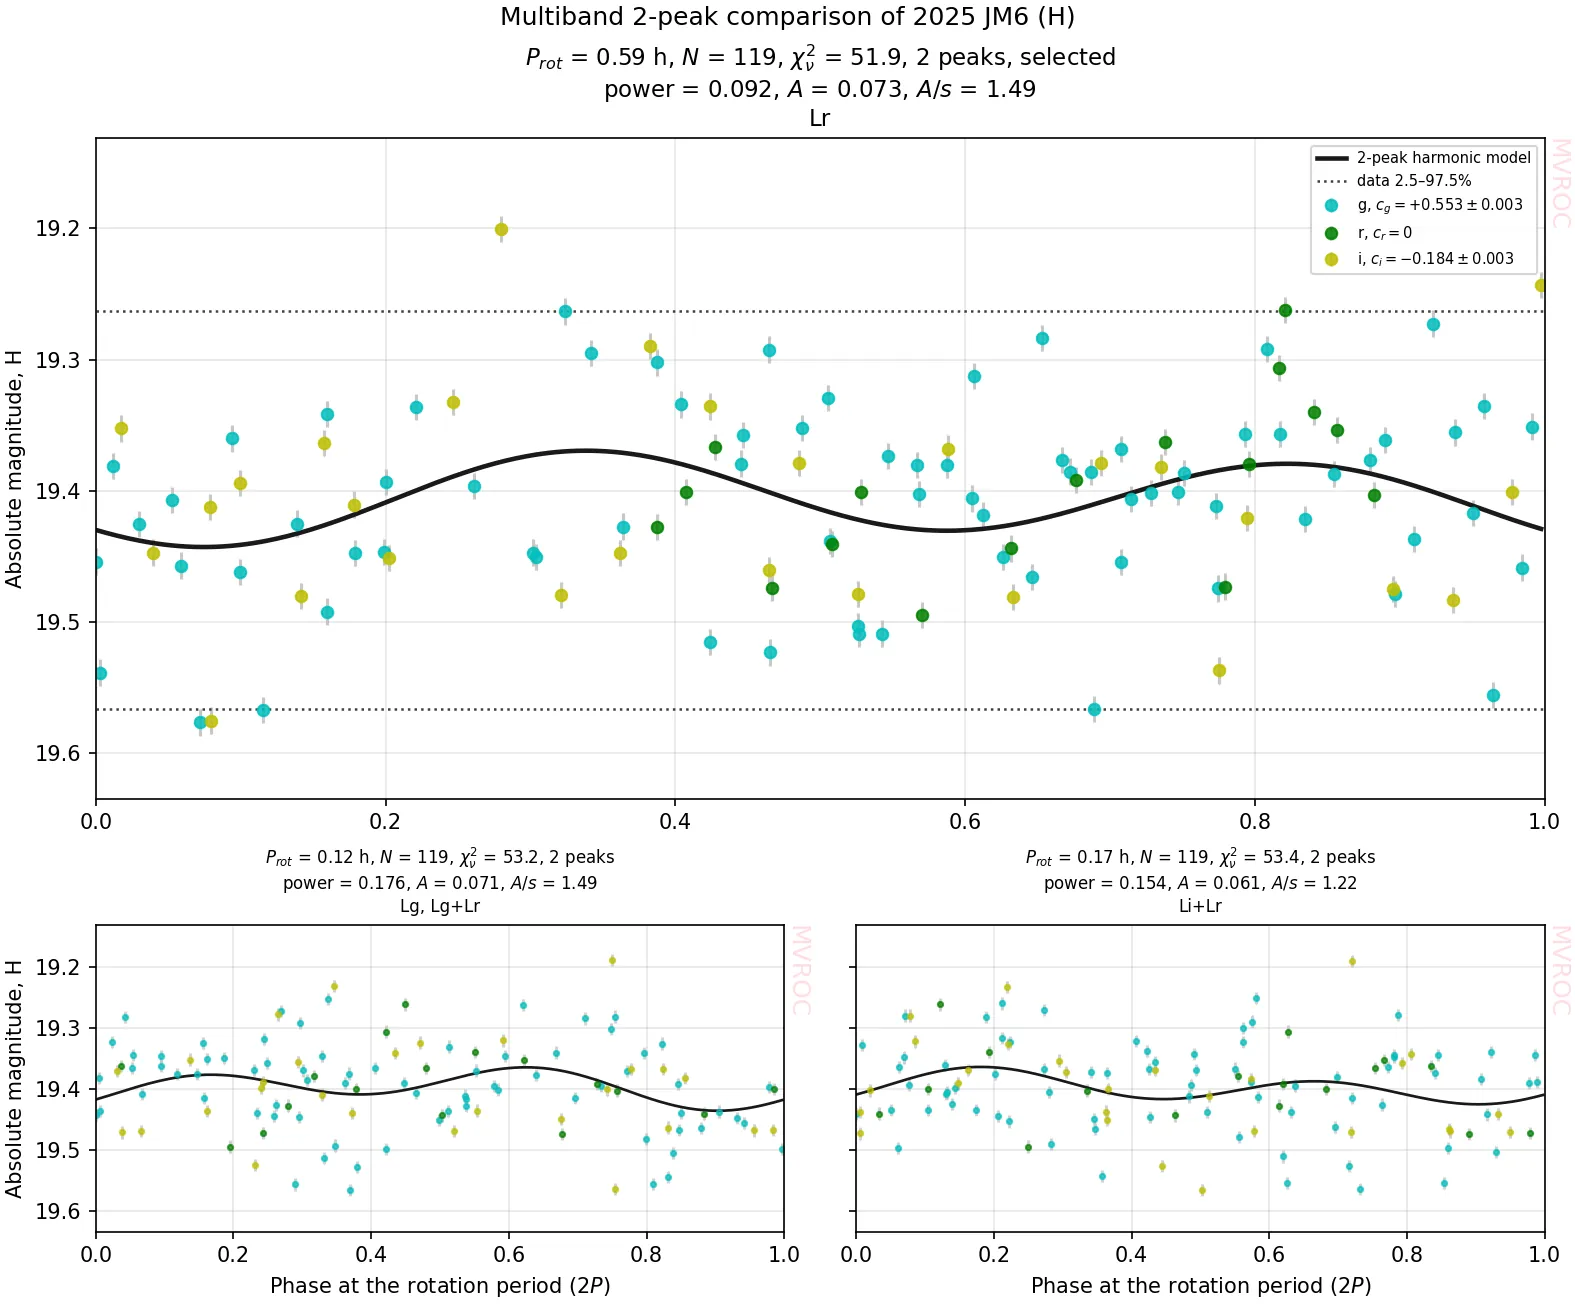 Multiband 2-peak comparison of 2025 JM6 (H)
P_rot = 0.59 h, N = 119, χ²_ν = 51.9, 2 peaks, selected
power = 0.092, A = 0.073, A/s = 1.49
Lr
2-peak harmonic model
data 2.5–97.5%
g, c_g = +0.553 ± 0.003
r, c_r = 0
i, c_i = −0.184 ± 0.003
MVROC
Absolute magnitude, H
19.2
19.3
19.4
19.5
19.6
0.0 0.2 0.4 0.6 0.8 1.0
P_rot = 0.12 h, N = 119, χ²_ν = 53.2, 2 peaks
power = 0.176, A = 0.071, A/s = 1.49
Lg, Lg+Lr
MVROC
Absolute magnitude, H
19.2
19.3
19.4
19.5
19.6
0.0 0.2 0.4 0.6 0.8 1.0
Phase at the rotation period (2P)
P_rot = 0.17 h, N = 119, χ²_ν = 53.4, 2 peaks
power = 0.154, A = 0.061, A/s = 1.22
Li+Lr
MVROC
0.0 0.2 0.4 0.6 0.8 1.0
Phase at the rotation period (2P)